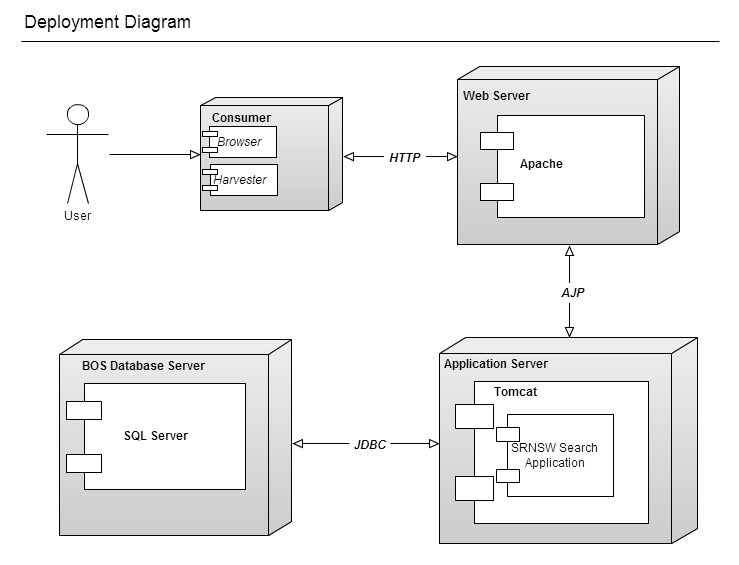 Deployment Diagram
User
Consumer
Browser
Harvester
HTTP
Web Server
Apache
AJP
BOS Database Server
SQL Server
JDBC
Application Server
Tomcat
SRNSW Search
Application